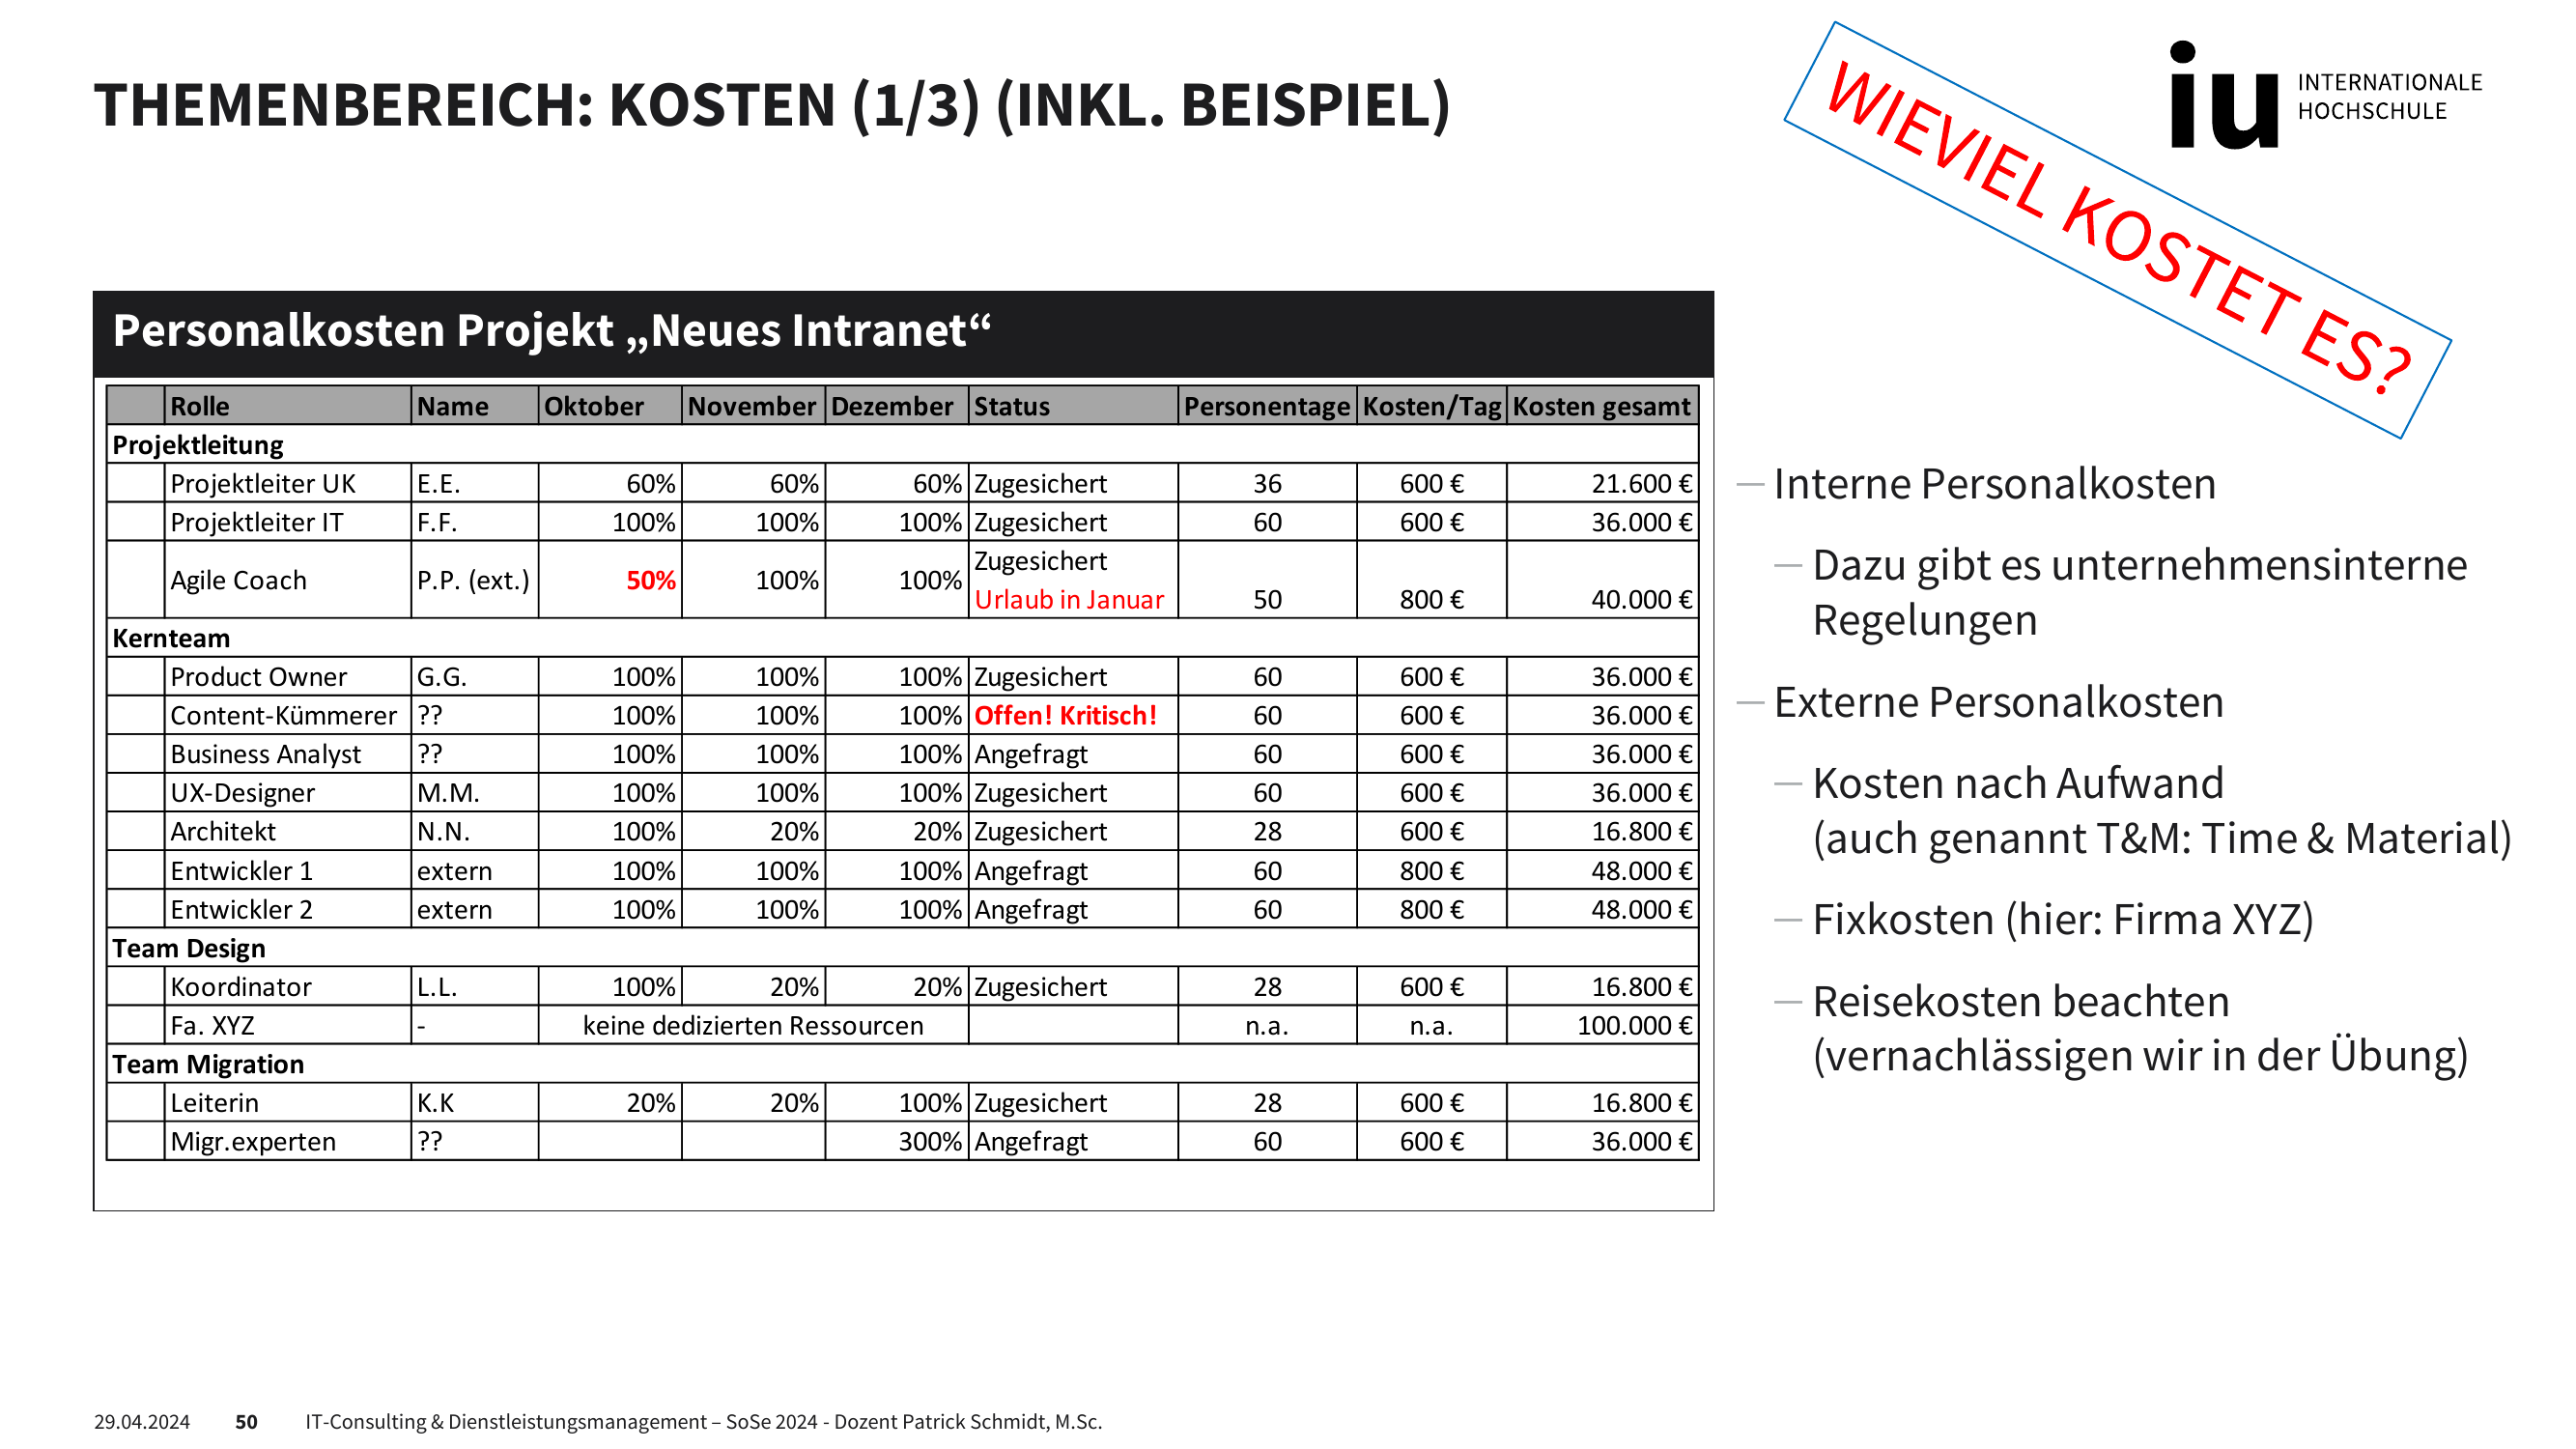 THEMENBEREICH: KOSTEN (1/3) (INKL. BEISPIEL)
WIEVIEL KOSTET ES?
iu INTERNATIONALE
HOCHSCHULE
Personalkosten Projekt „Neues Intranet“
Rolle Name Oktober November Dezember Status Personentage Kosten/Tag Kosten gesamt
Projektleitung
Projektleiter UK E.E. 60% 60% 60% Zugesichert 36 600 € 21.600 €
Projektleiter IT F.F. 100% 100% 100% Zugesichert 60 600 € 36.000 €
Agile Coach P.P. (ext.) 50% 100% 100% Zugesichert
Urlaub in Januar 50 800 € 40.000 €
Kernteam
Product Owner G.G. 100% 100% 100% Zugesichert 60 600 € 36.000 €
Content-Kümmerer ?? 100% 100% 100% Offen! Kritisch! 60 600 € 36.000 €
Business Analyst ?? 100% 100% 100% Angefragt 60 600 € 36.000 €
UX-Designer M.M. 100% 100% 100% Zugesichert 60 600 € 36.000 €
Architekt N.N. 100% 20% 20% Zugesichert 28 600 € 16.800 €
Entwickler 1 extern 100% 100% 100% Angefragt 60 800 € 48.000 €
Entwickler 2 extern 100% 100% 100% Angefragt 60 800 € 48.000 €
Team Design
Koordinator L.L. 100% 20% 20% Zugesichert 28 600 € 16.800 €
Fa. XYZ - keine dedizierten Ressourcen n.a. n.a. 100.000 €
Team Migration
Leiterin K.K 20% 20% 100% Zugesichert 28 600 € 16.800 €
Migr.experten ?? 300% Angefragt 60 600 € 36.000 €
— Interne Personalkosten
— Dazu gibt es unternehmensinterne
Regelungen
— Externe Personalkosten
— Kosten nach Aufwand
(auch genannt T&M: Time & Material)
— Fixkosten (hier: Firma XYZ)
— Reisekosten beachten
(vernachlässigen wir in der Übung)
29.04.2024 50 IT-Consulting & Dienstleistungsmanagement – SoSe 2024 - Dozent Patrick Schmidt, M.Sc.